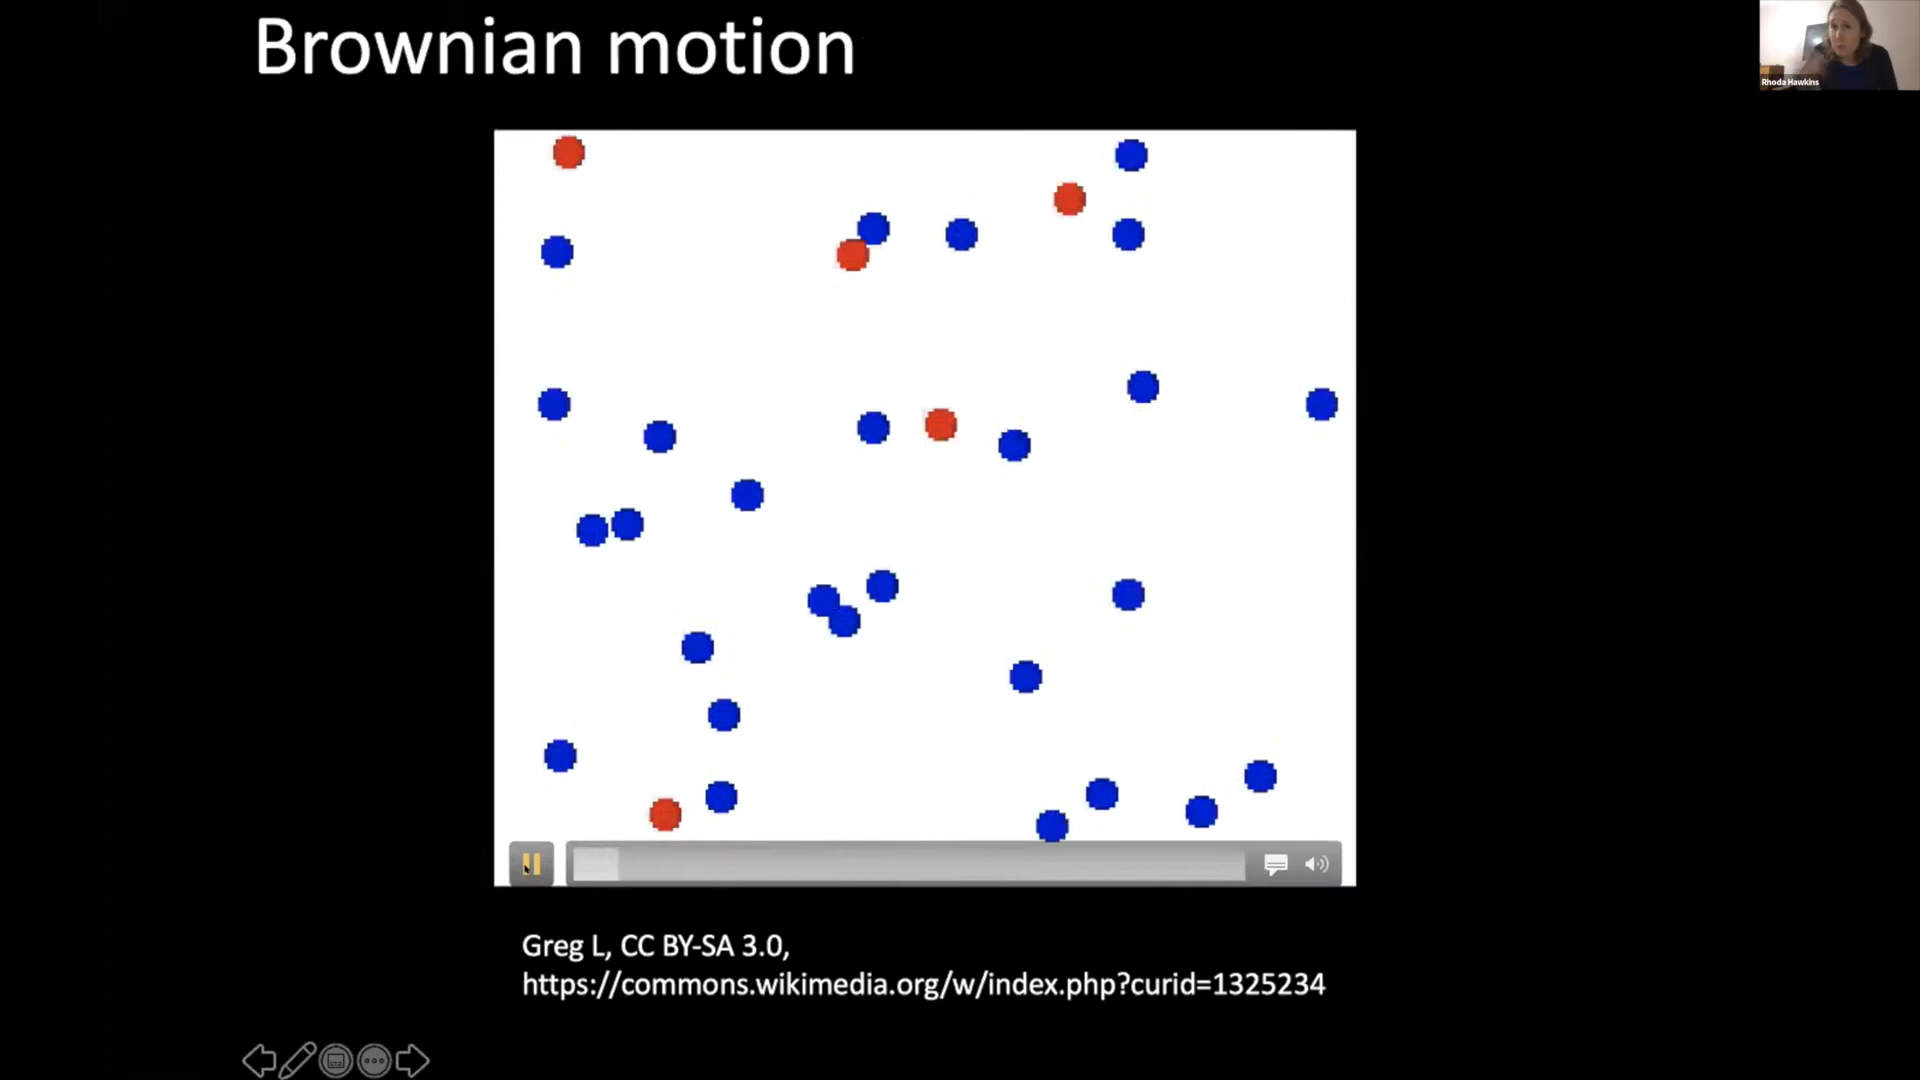 Brownian motion
Rhoda Hawkins
Greg L, CC BY-SA 3.0,
https://commons.wikimedia.org/w/index.php?curid=1325234